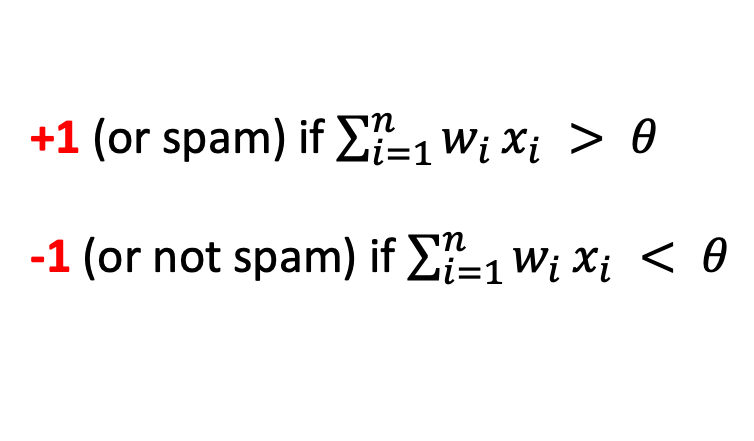 +1 (or spam) if ∑ⁿᵢ₌₁ wᵢ xᵢ > θ
-1 (or not spam) if ∑ⁿᵢ₌₁ wᵢ xᵢ < θ